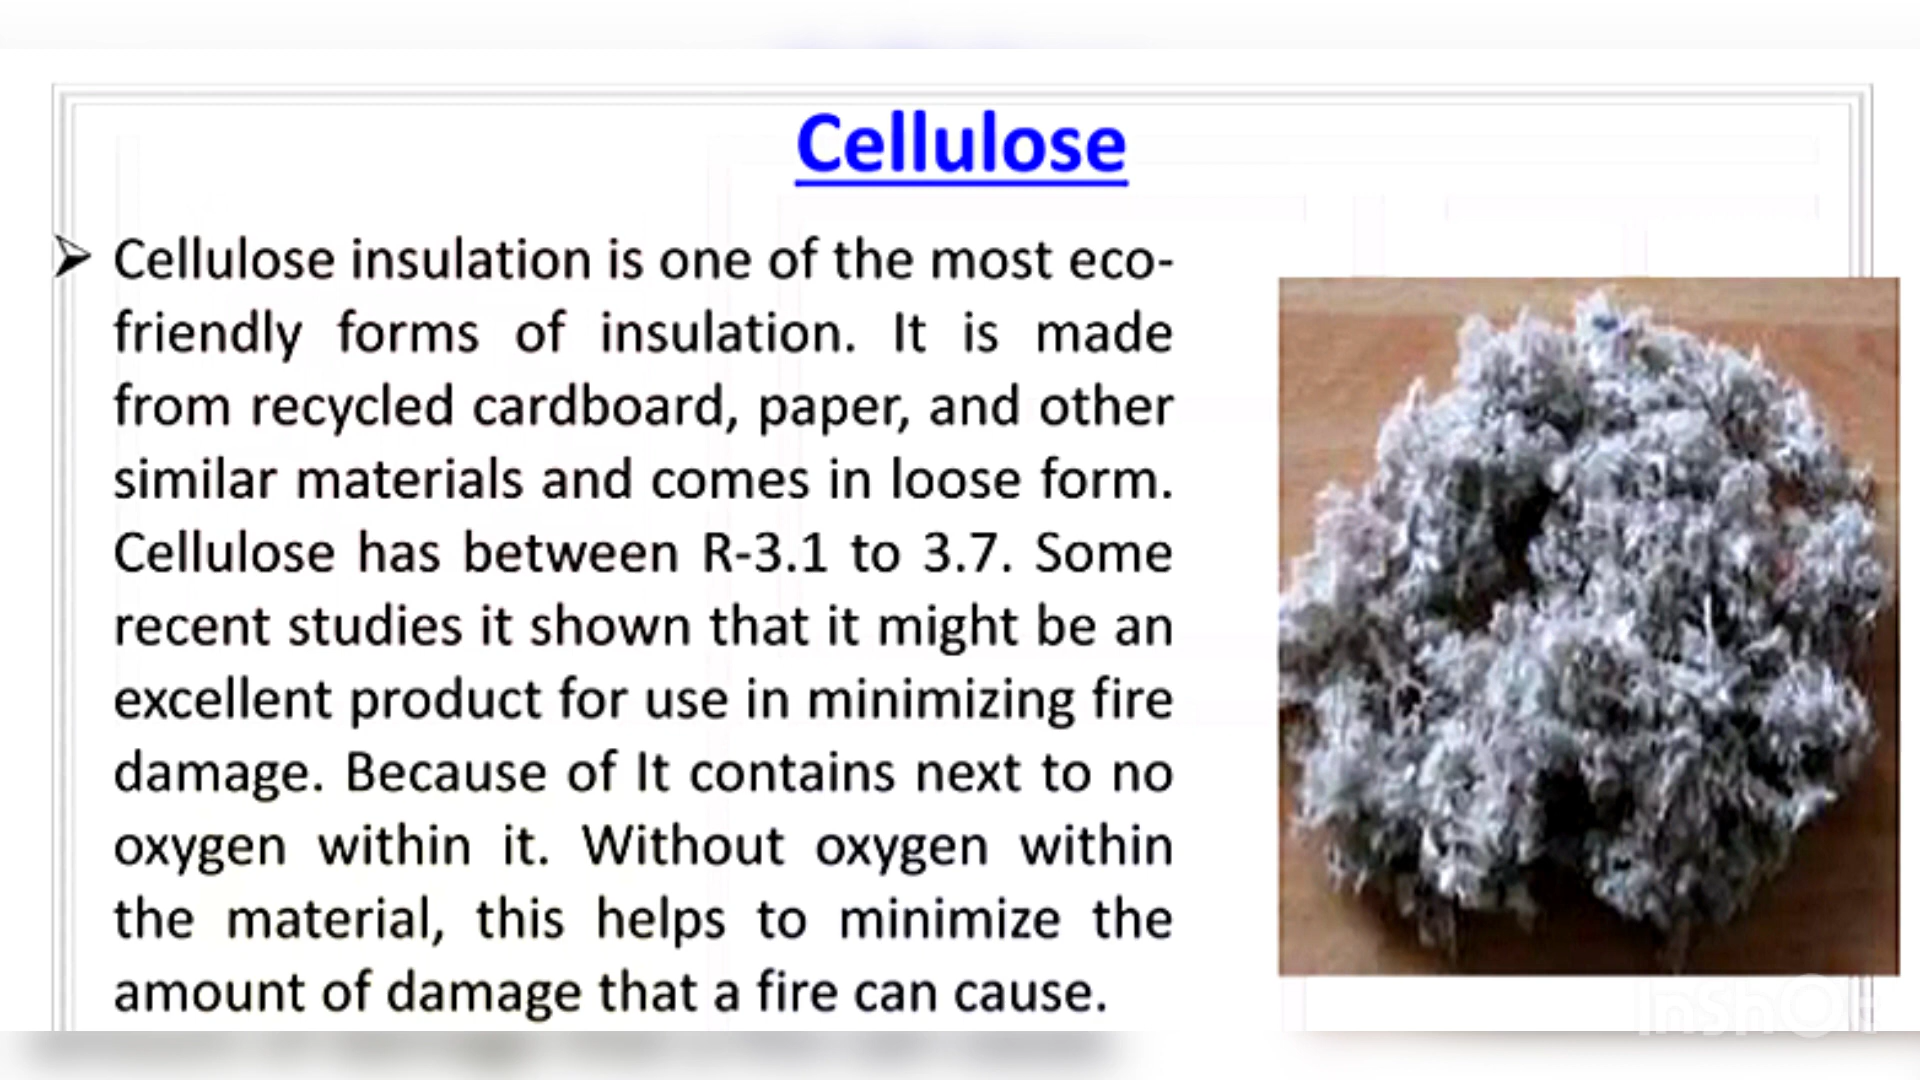 Cellulose
➢ Cellulose insulation is one of the most eco-
friendly forms of insulation. It is made
from recycled cardboard, paper, and other
similar materials and comes in loose form.
Cellulose has between R-3.1 to 3.7. Some
recent studies it shown that it might be an
excellent product for use in minimizing fire
damage. Because of It contains next to no
oxygen within it. Without oxygen within
the material, this helps to minimize the
amount of damage that a fire can cause.
InShOt